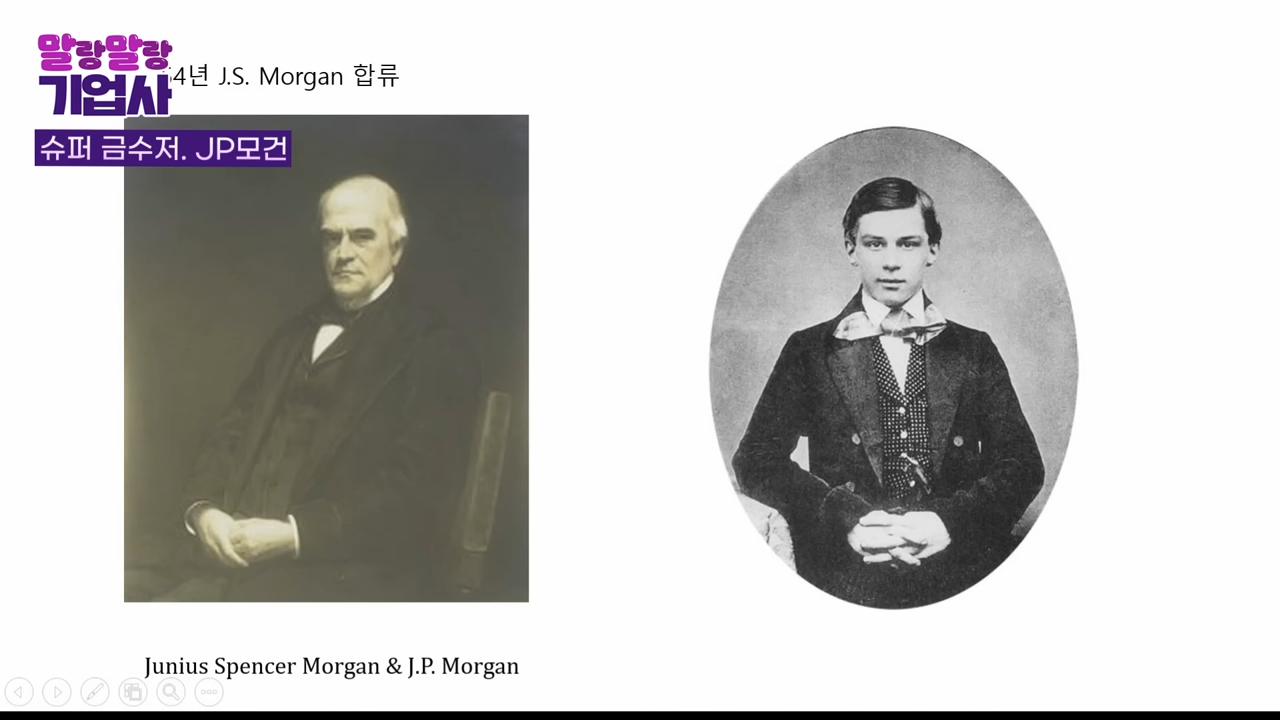 말랑말랑
기업사
4년 J.S. Morgan 합류
슈퍼 금수저. JP모건
Junius Spencer Morgan & J.P. Morgan